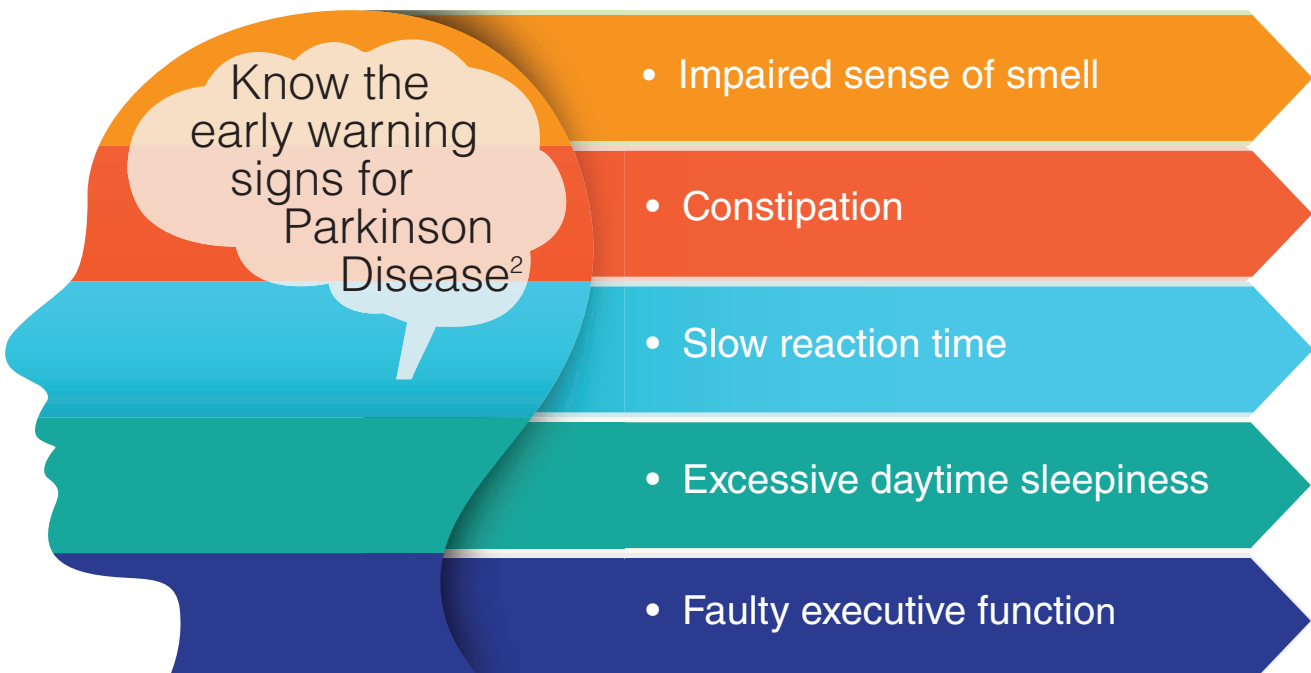 Know the
early warning
signs for
Parkinson
Disease²
• Impaired sense of smell
• Constipation
• Slow reaction time
• Excessive daytime sleepiness
• Faulty executive function